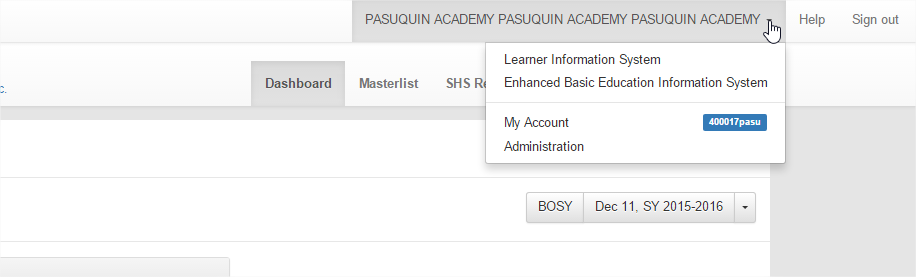 PASUQUIN ACADEMY PASUQUIN ACADEMY PASUQUIN ACADEMY Help Sign out
Learner Information System
Enhanced Basic Education Information System
c. Dashboard Masterlist SHS Re
My Account 400017pasu
Administration
BOSY Dec 11, SY 2015-2016